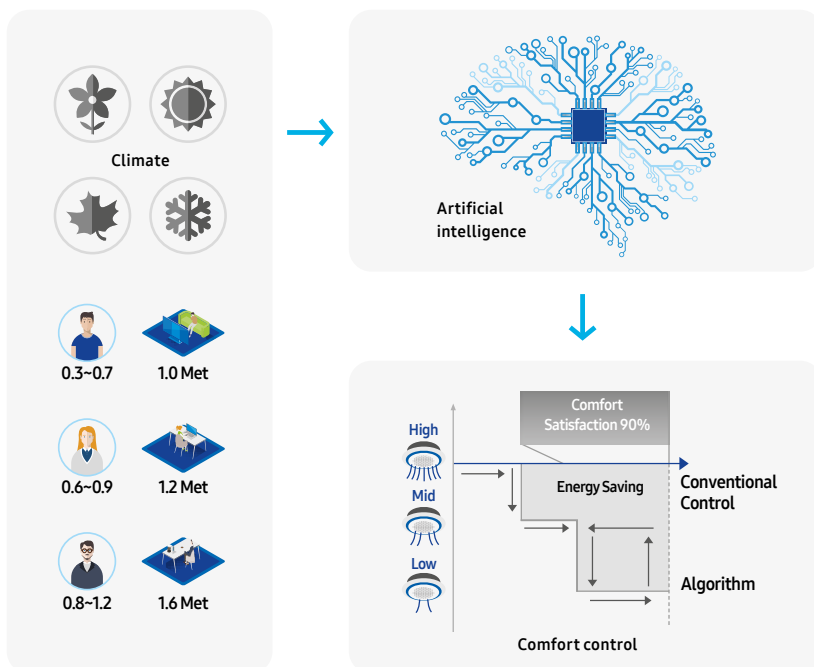 Climate
0.3~0.7
1.0 Met
0.6~0.9
1.2 Met
0.8~1.2
1.6 Met
Artificial
intelligence
High
Mid
Low
Comfort
Satisfaction 90%
Energy Saving
Conventional
Control
Algorithm
Comfort control